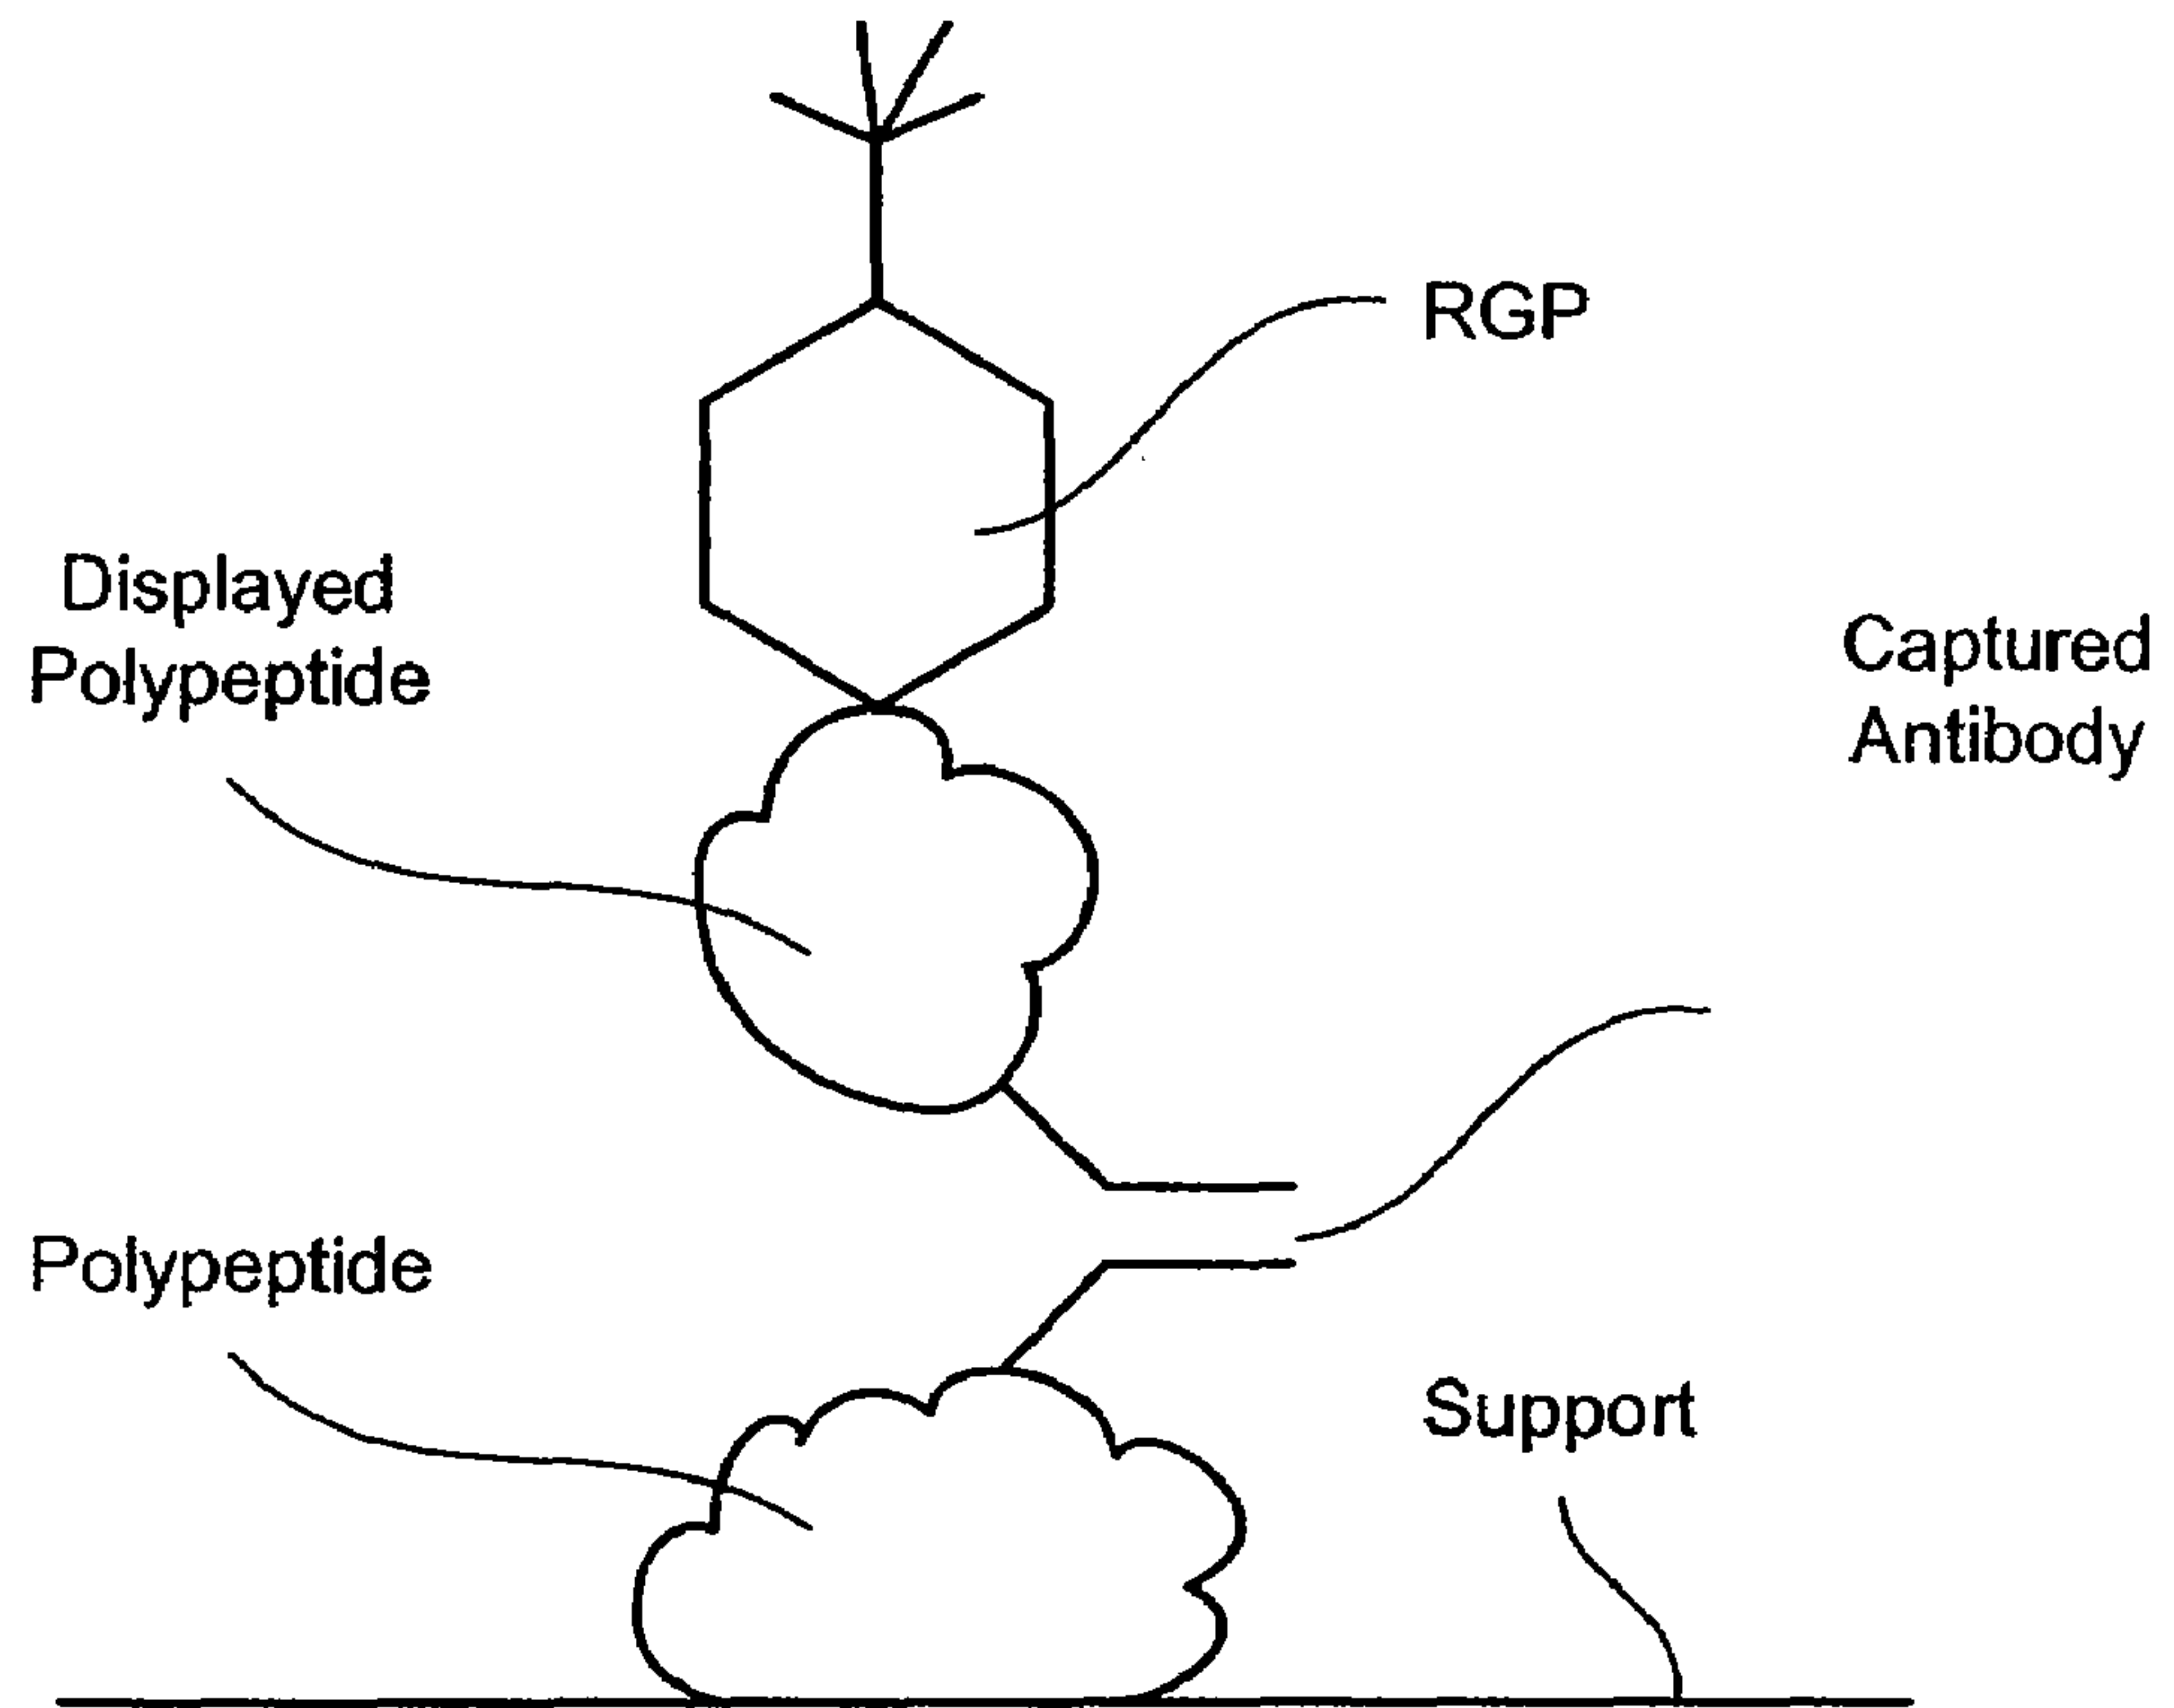 RGP
Displayed
Polypeptide
Captured
Antibody
Polypeptide
Support